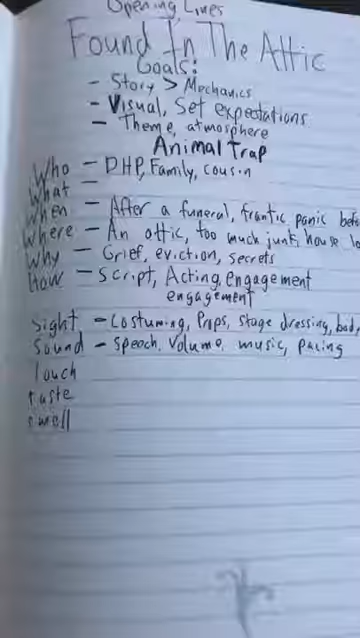 Opening Lines
Found In The Attic
Goals:
- Story > Mechanics
- Visual, Set expectations
- Theme, atmosphere
Animal Trap
Who - DHP, Family, cousin
What -
When - After a funeral, frantic panic
Where - An attic, too much junk, house
Why - Grief, eviction, secrets
How - Script, Acting, engagement
engagement
Sight - Costuming, Props, stage dressing,
Sound - Speech, Volume, music, pacing
Touch
taste
smell